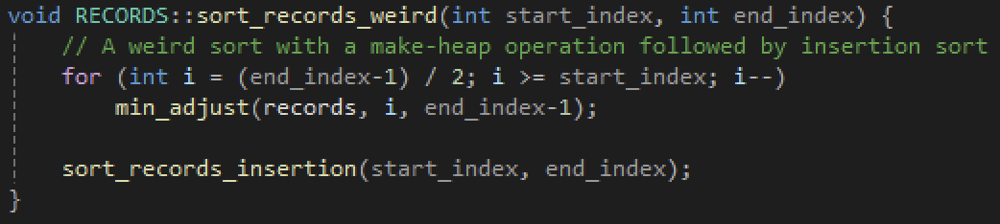 void RECORDS::sort_records_weird(int start_index, int end_index) {
    // A weird sort with a make-heap operation followed by insertion sort
    for (int i = (end_index-1) / 2; i >= start_index; i--)
        min_adjust(records, i, end_index-1);

    sort_records_insertion(start_index, end_index);
}